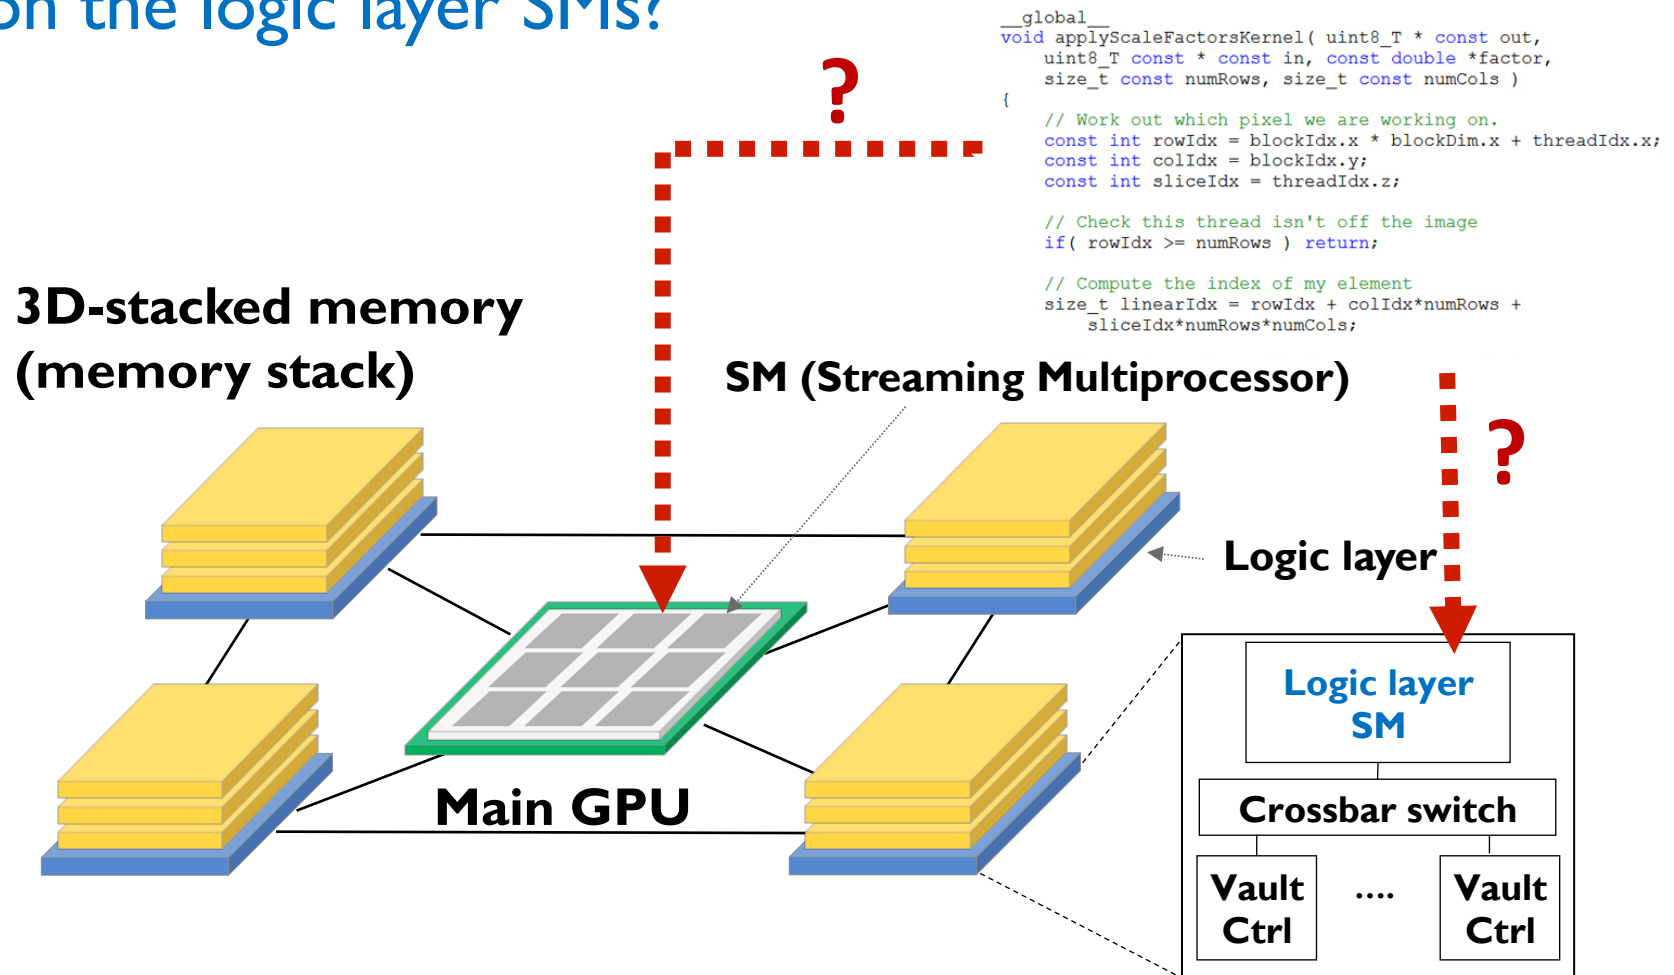 on the logic layer SMs?
__global__
void applyScaleFactorsKernel( uint8_T * const out,
    uint8_T const * const in, const double *factor,
    size_t const numRows, size_t const numCols )
{
    // Work out which pixel we are working on.
    const int rowIdx = blockIdx.x * blockDim.x + threadIdx.x;
    const int colIdx = blockIdx.y;
    const int sliceIdx = threadIdx.z;
    // Check this thread isn't off the image
    if( rowIdx >= numRows ) return;
    // Compute the index of my element
    size_t linearIdx = rowIdx + colIdx*numRows +
        sliceIdx*numRows*numCols;
?
3D-stacked memory
(memory stack)
SM (Streaming Multiprocessor)
?
Logic layer
Main GPU
Logic layer
SM
Crossbar switch
Vault
Ctrl
....
Vault
Ctrl